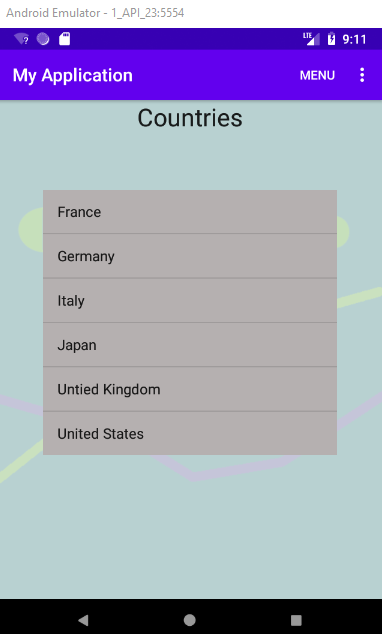 Android Emulator - 1_API_23:5554
LTE 9:11
My Application MENU
Countries
France
Germany
Italy
Japan
Untied Kingdom
United States